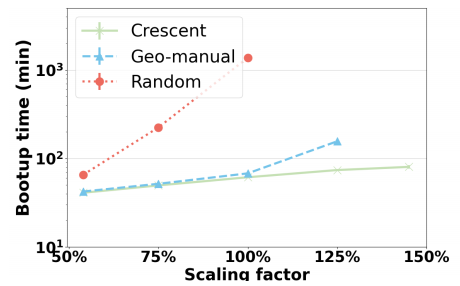 Crescent
Geo-manual
Random
Bootup time (min)
10³
10²
10¹
50% 75% 100% 125% 150%
Scaling factor